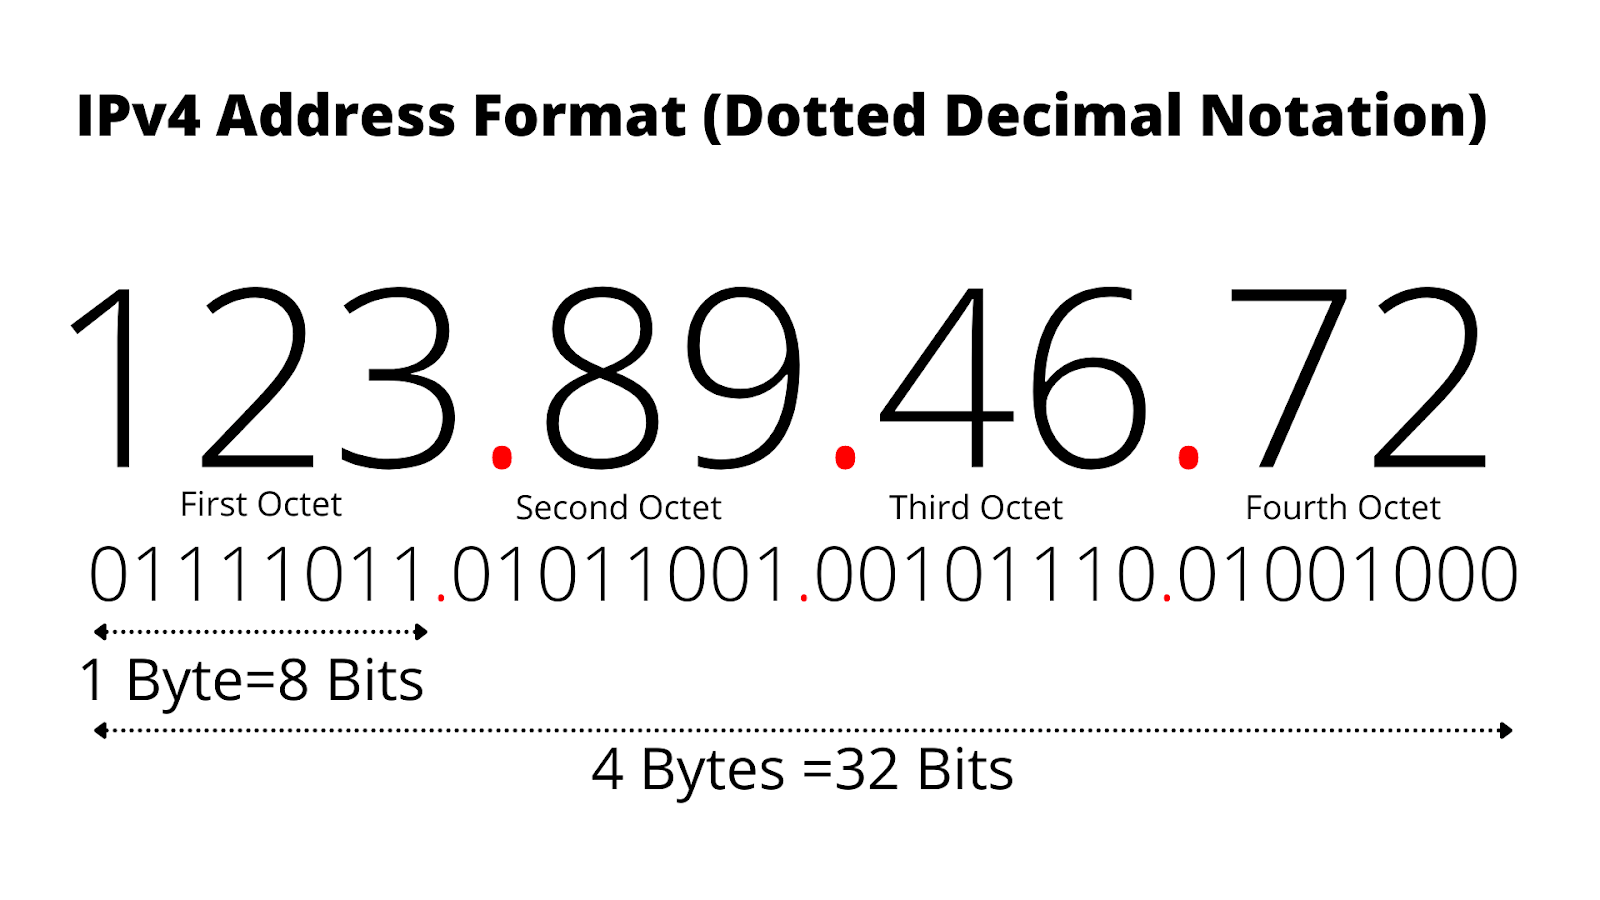 IPv4 Address Format (Dotted Decimal Notation)
123.89.46.72
First Octet Second Octet Third Octet Fourth Octet
01111011.01011001.00101110.01001000
1 Byte=8 Bits
4 Bytes =32 Bits